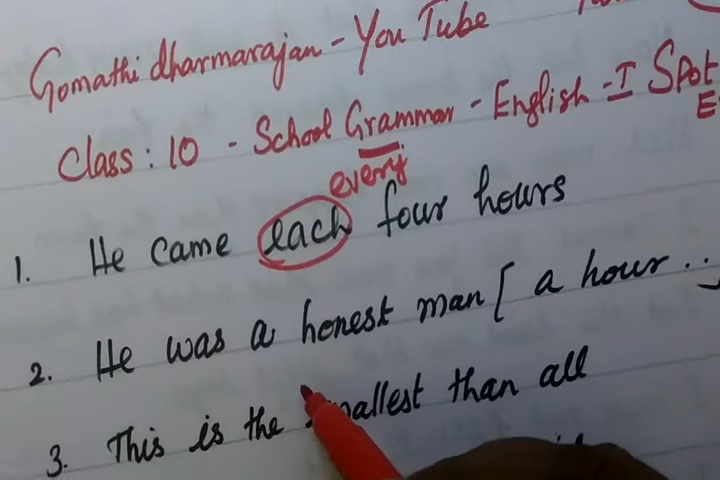 Gomathi dharmarajan - You Tube
Class: 10 - School Grammar - English - I Spot
every
1. He came each four hours
2. He was a honest man [ a hour ..
3. This is the smallest than all